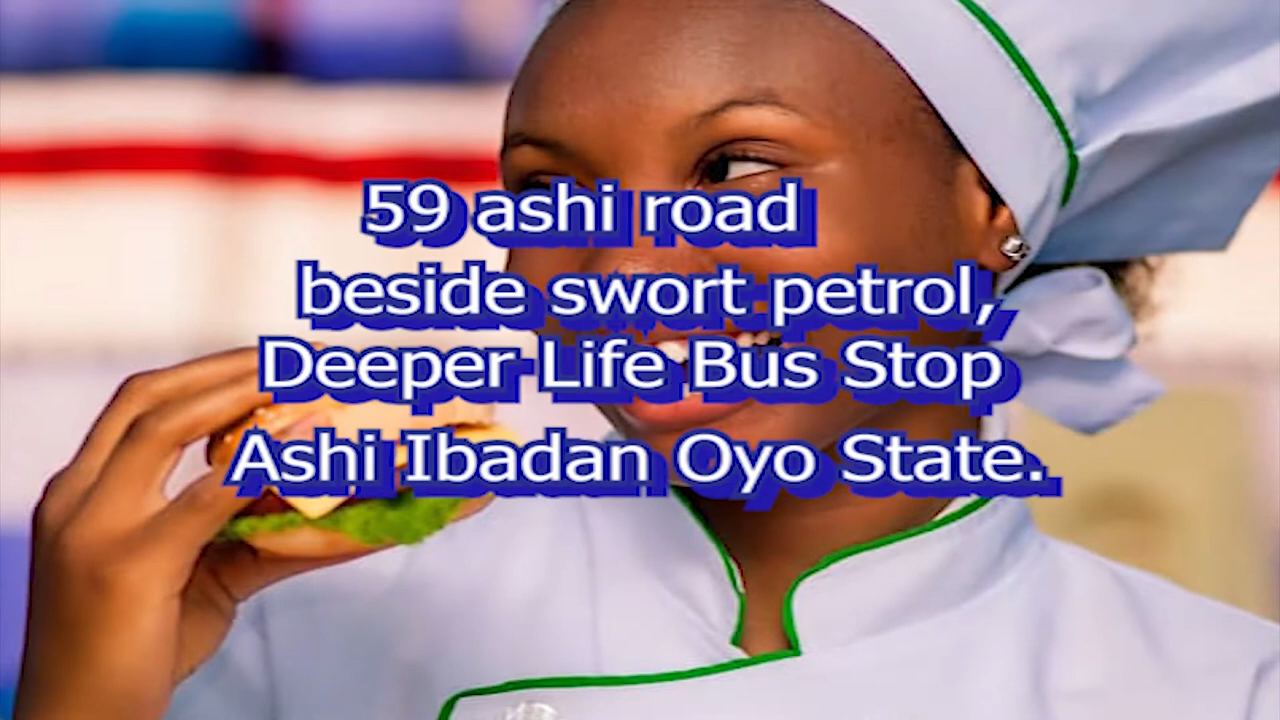 59 ashi road
beside swort petrol,
Deeper Life Bus Stop
Ashi Ibadan Oyo State.